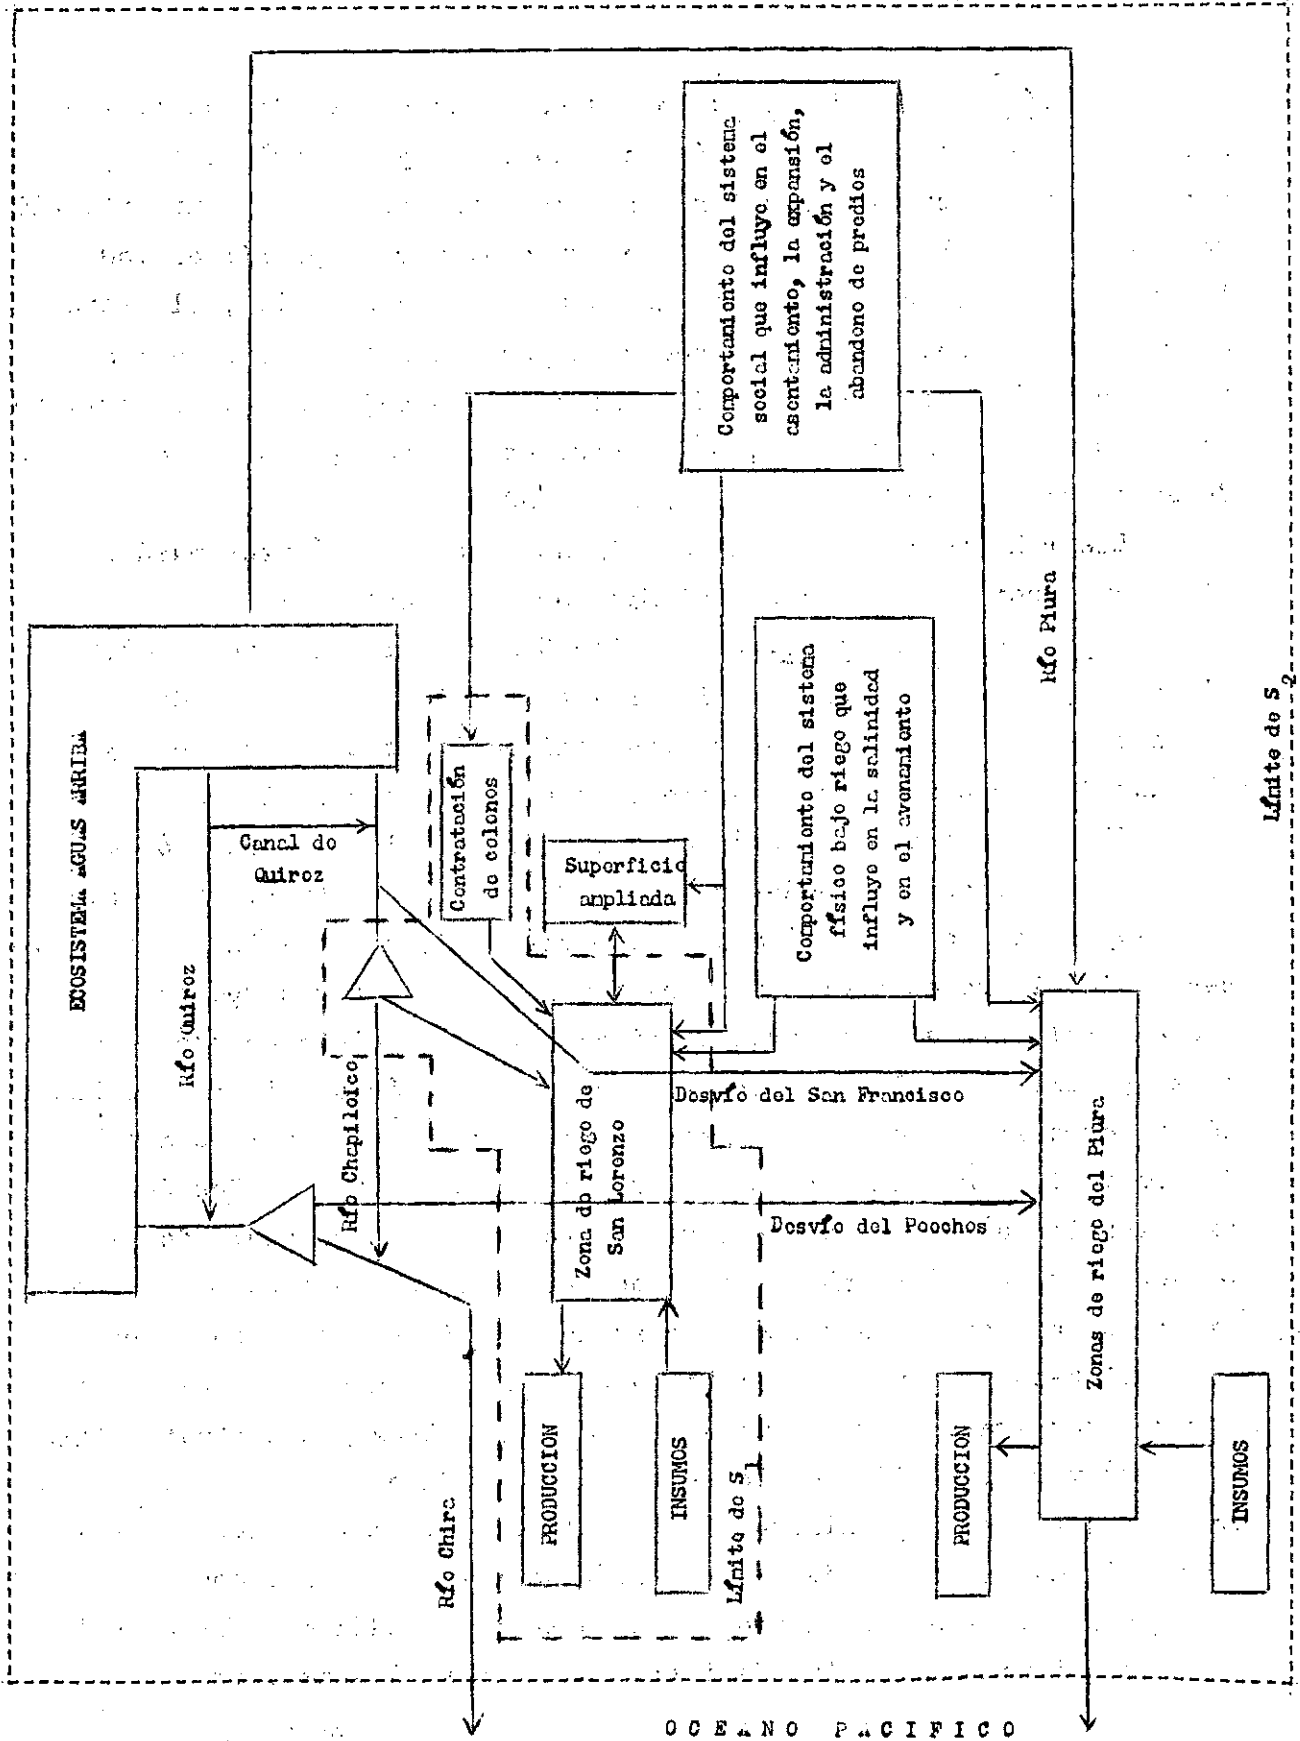 ECOSISTEMA AGUAS ARRIBA
Río Quiroz
Canal de
Quiroz
Río Chipiloico
Río Chira
Contratación
de colonos
Superficie
ampliada
Comportamiento del sistema
social que influye en el
asentamiento, la expansión,
la administración y el
abandono de predios
Comportamiento del sistema
físico bajo riego que
influye en la salinidad
y en el avenamiento
Zona de riego de
San Lorenzo
Desvío del San Francisco
Desvío del Poechos
Río Piura
Zonas de riego del Piura
PRODUCCION
INSUMOS
Límite de S1
PRODUCCION
INSUMOS
Límite de S2
OCEANO PACIFICO